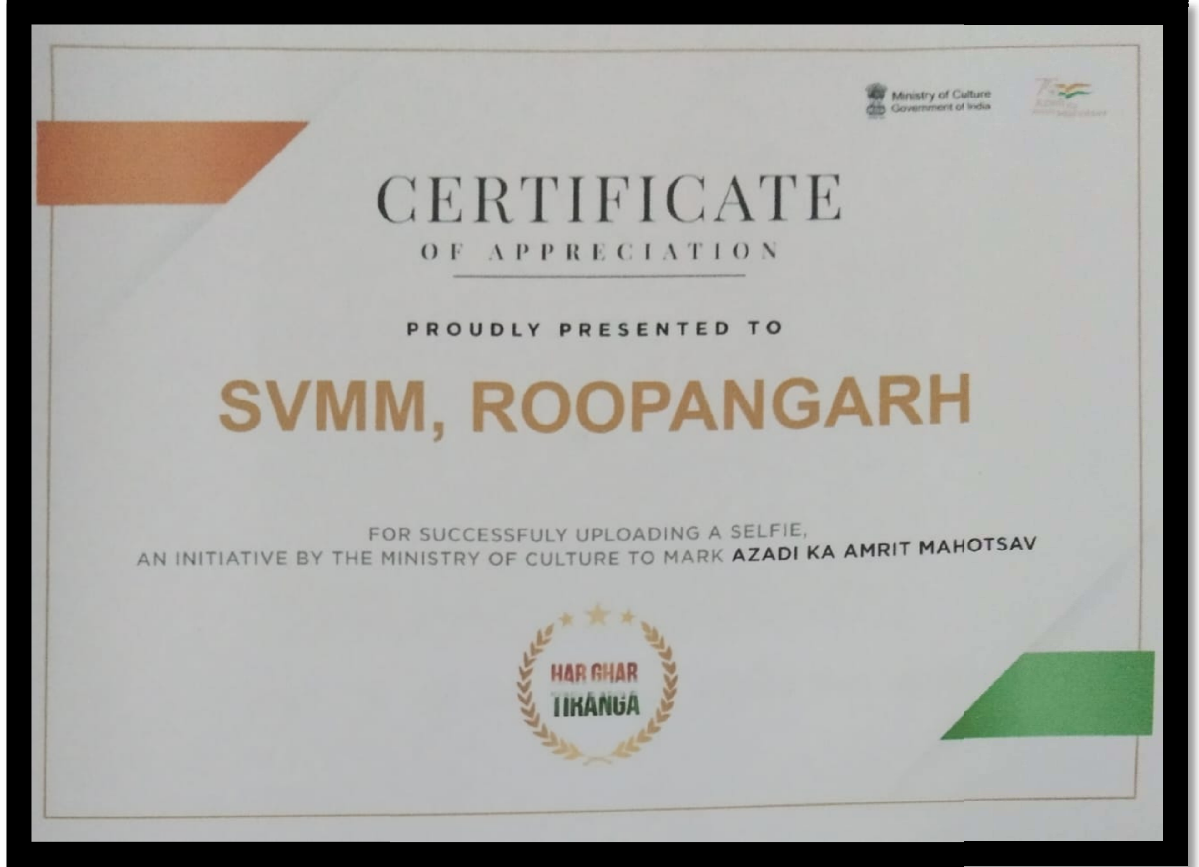 Ministry of Culture
Government of India
CERTIFICATE
OF APPRECIATION
PROUDLY PRESENTED TO
SVMM, ROOPANGARH
FOR SUCCESSFULY UPLOADING A SELFIE,
AN INITIATIVE BY THE MINISTRY OF CULTURE TO MARK AZADI KA AMRIT MAHOTSAV
HAR GHAR
TIRANGA